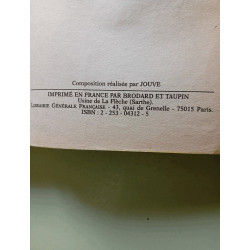 Composition réalisée par JOUVE
IMPRIMÉ EN FRANCE PAR BRODARD ET TAUPIN
Usine de La Flèche (Sarthe).
LIBRAIRIE GÉNÉRALE FRANÇAISE - 43, quai de Grenelle - 75015 Paris.
ISBN : 2 - 253 - 04312 - 5